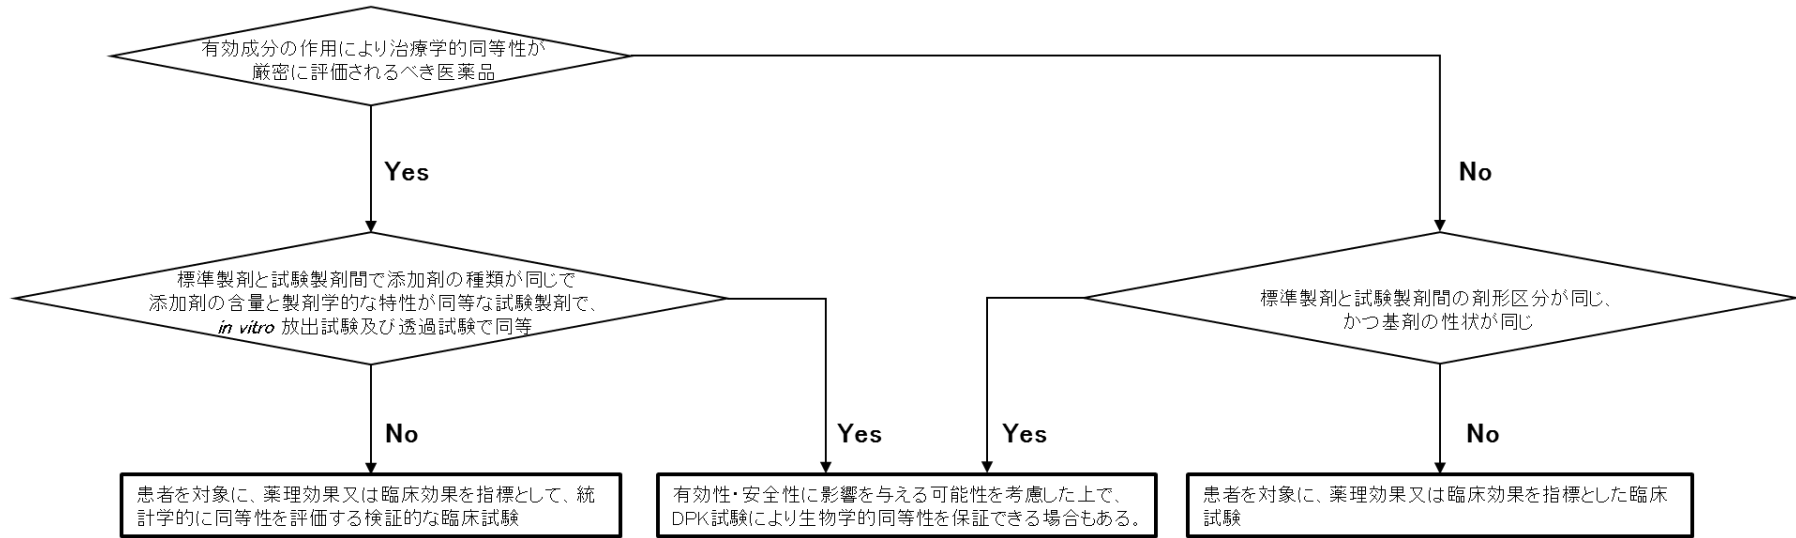 有効成分の作用により治療学的同等性が
厳密に評価されるべき医薬品
Yes
No
標準製剤と試験製剤間で添加剤の種類が同じで
添加剤の含量と製剤学的な特性が同等な試験製剤で、
in vitro 放出試験及び透過試験で同等
標準製剤と試験製剤間の剤形区分が同じ、
かつ基剤の性状が同じ
No
Yes
Yes
No
患者を対象に、薬理効果又は臨床効果を指標として、統
計学的に同等性を評価する検証的な臨床試験
有効性・安全性に影響を与える可能性を考慮した上で、
DPK試験により生物学的同等性を保証できる場合もある。
患者を対象に、薬理効果又は臨床効果を指標とした臨床
試験